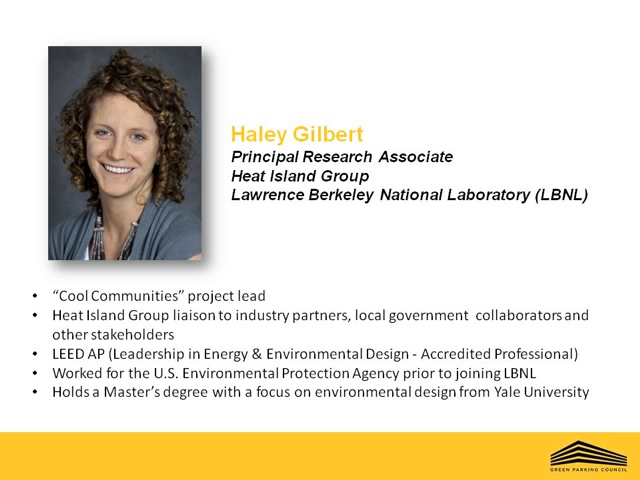 Haley Gilbert
Principal Research Associate
Heat Island Group
Lawrence Berkeley National Laboratory (LBNL)
• “Cool Communities” project lead
• Heat Island Group liaison to industry partners, local government collaborators and
other stakeholders
• LEED AP (Leadership in Energy & Environmental Design - Accredited Professional)
• Worked for the U.S. Environmental Protection Agency prior to joining LBNL
• Holds a Master’s degree with a focus on environmental design from Yale University
GREEN PARKING COUNCIL